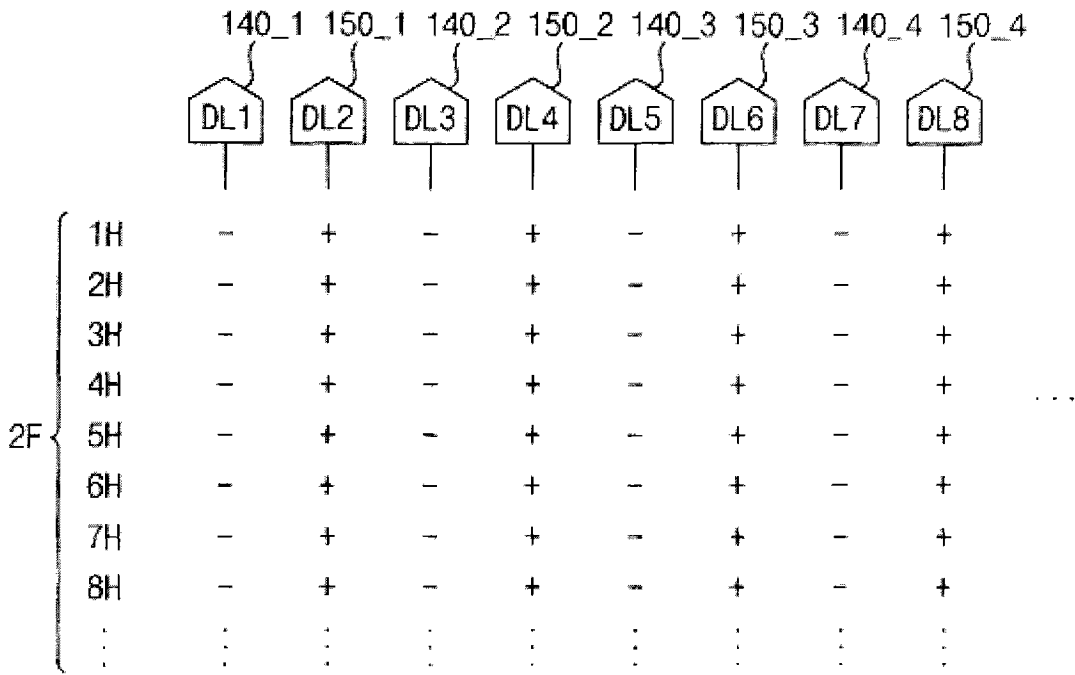 140_1 150_1 140_2 150_2 140_3 150_3 140_4 150_4
DL1 DL2 DL3 DL4 DL5 DL6 DL7 DL8
1H - + - + - + - +
2H - + - + - + - +
3H - + - + - + - +
4H - + - + - + - +
. . .
2F
5H - + - + - + - +
6H - + - + - + - +
7H - + - + - + - +
8H - + - + - + - +